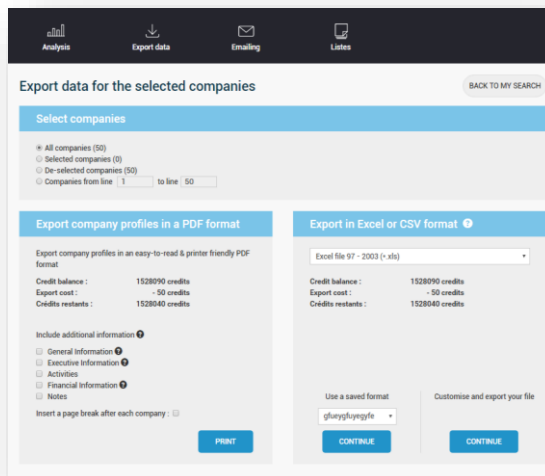 Analysis
Export data
Emailing
Listes
Export data for the selected companies
BACK TO MY SEARCH
Select companies
All companies (50)
Selected companies (0)
De-selected companies (50)
Companies from line 1 to line 50
Export company profiles in a PDF format
Export company profiles in an easy-to-read & printer friendly PDF
format
Credit balance : 1528090 credits
Export cost : - 50 credits
Crédits restants : 1528040 credits
Include additional information ?
General Information ?
Executive Information ?
Activities
Financial Information ?
Notes
Insert a page break after each company :
PRINT
Export in Excel or CSV format ?
Excel file 97 - 2003 (*.xls)
Credit balance : 1528090 credits
Export cost : - 50 credits
Crédits restants : 1528040 credits
Use a saved format
gfueygfuyegyfe
CONTINUE
Customise and export your file
CONTINUE